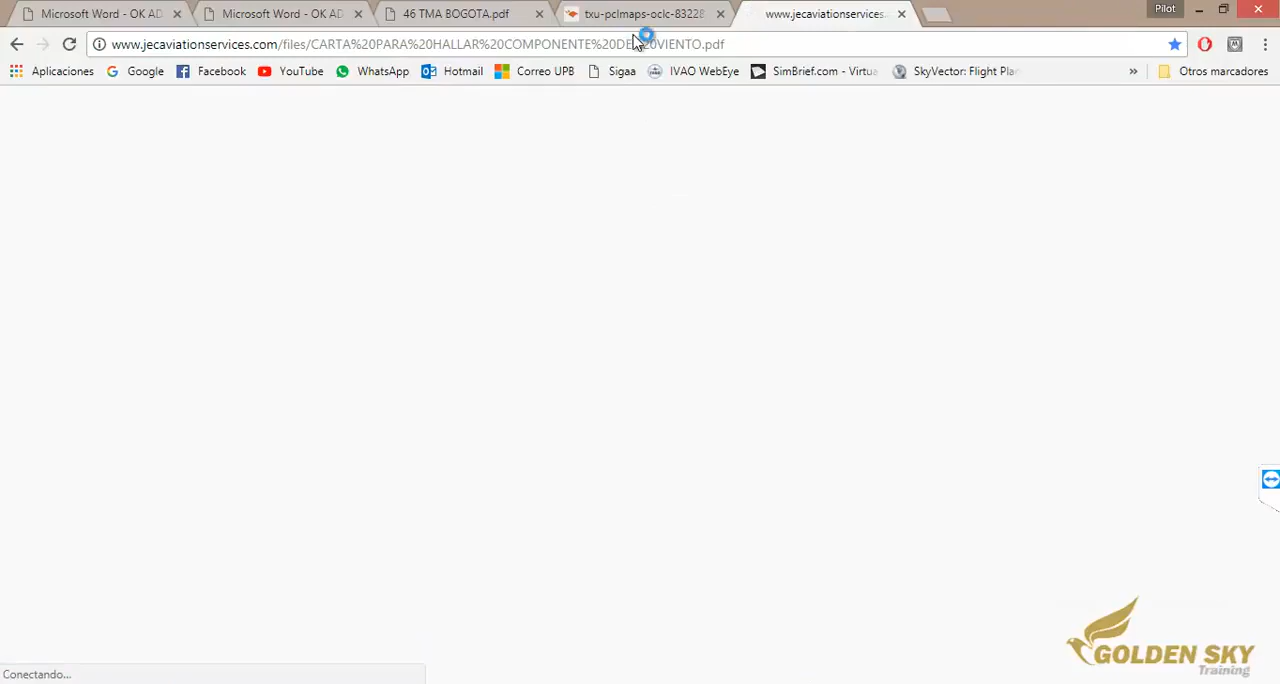 Microsoft Word - OK AD
Microsoft Word - OK AD
46 TMA BOGOTA.pdf
txu-pclmaps-oclc-83228
www.jecaviationservices.
Pilot
www.jecaviationservices.com/files/CARTA%20PARA%20HALLAR%20COMPONENTE%20DE%20VIENTO.pdf
Aplicaciones
Google
Facebook
YouTube
WhatsApp
Hotmail
Correo UPB
Sigaa
IVAO WebEye
SimBrief.com - Virtua
SkyVector: Flight Plan
»
Otros marcadores
Conectando...
GOLDEN SKY
Training